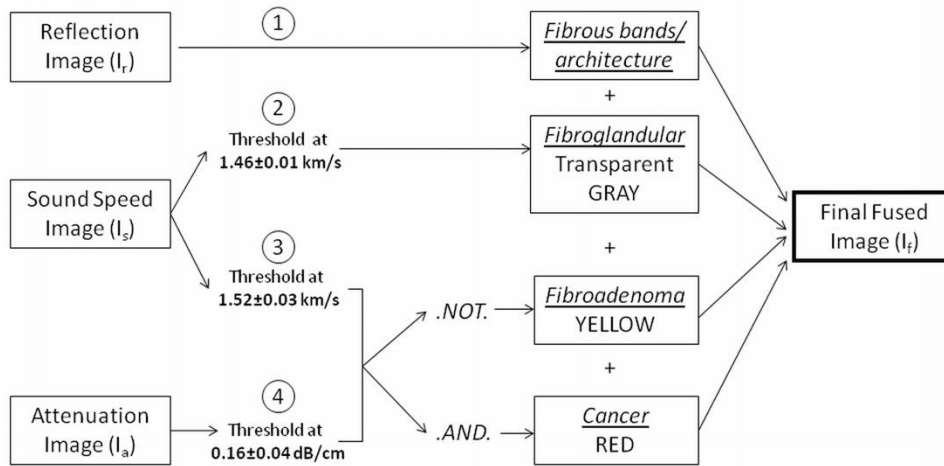 Reflection
Image (Iᵣ)
①
Fibrous bands/
architecture
+
②
Threshold at
1.46±0.01 km/s
Fibroglandular
Transparent
GRAY
Sound Speed
Image (Iₛ)
Final Fused
Image (I_f)
③
Threshold at
1.52±0.03 km/s
+
.NOT.
Fibroadenoma
YELLOW
+
Attenuation
Image (Iₐ)
④
Threshold at
0.16±0.04 dB/cm
.AND.
Cancer
RED